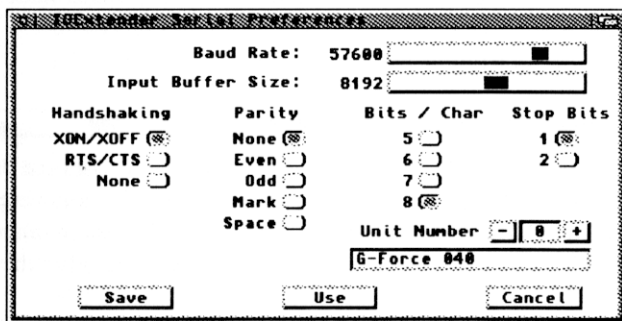 IOExtender Serial Preferences
Baud Rate: 57600
Input Buffer Size: 8192
Handshaking Parity Bits / Char Stop Bits
XON/XOFF None 5 1
RTS/CTS Even 6 2
None Odd 7
Mark 8
Space Unit Number - 0 +
G-Force 040
Save Use Cancel